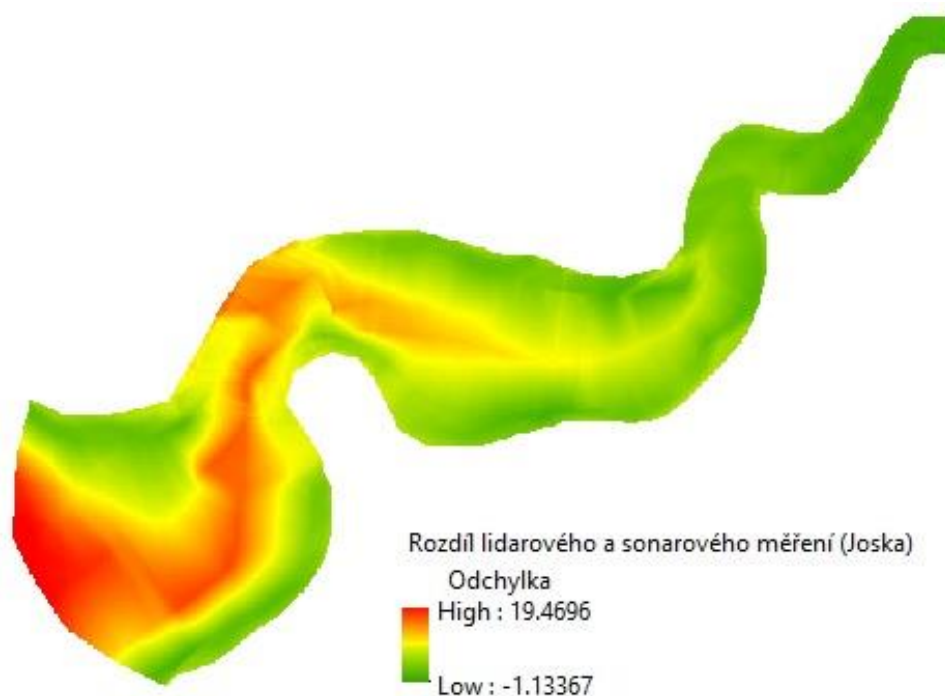 Rozdíl lidarového a sonarového měření (Joska)
Odchylka
High : 19.4696
Low : -1.13367